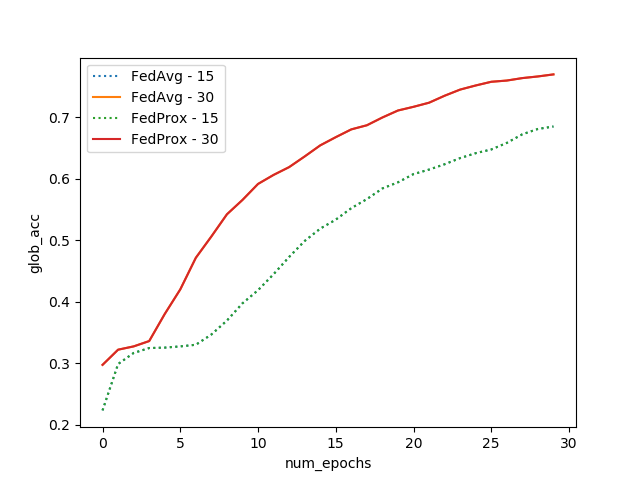 FedAvg - 15
FedAvg - 30
FedProx - 15
FedProx - 30
0.7
0.6
0.5
0.4
0.3
0.2
glob_acc
0 5 10 15 20 25 30
num_epochs